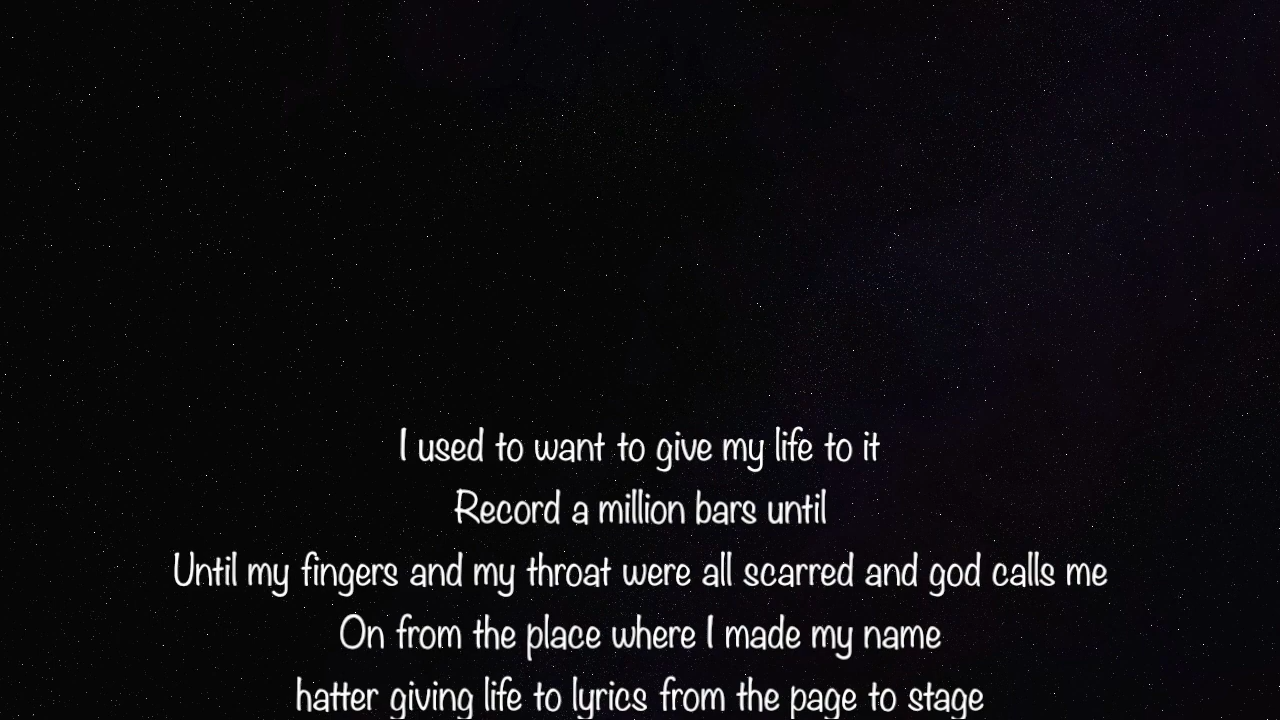 I used to want to give my life to it
Record a million bars until
Until my fingers and my throat were all scarred and god calls me
On from the place where I made my name
hatter giving life to lyrics from the page to stage